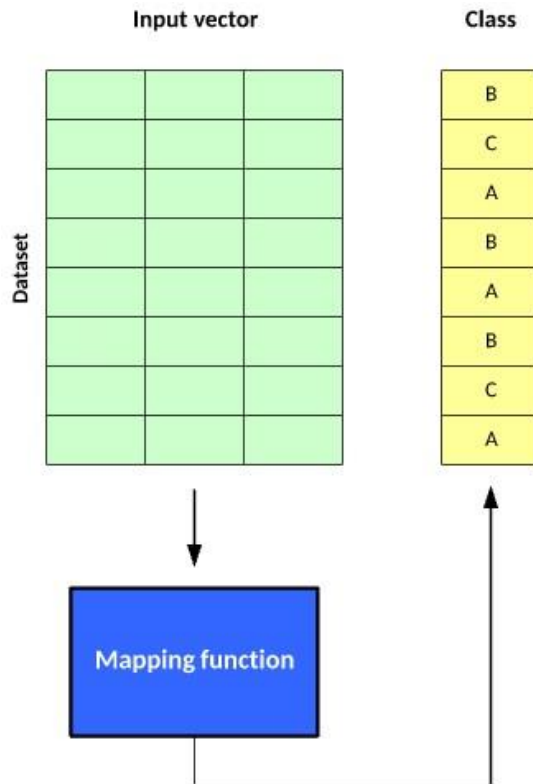 Input vector
Class
Dataset
B
C
A
B
A
B
C
A
Mapping function